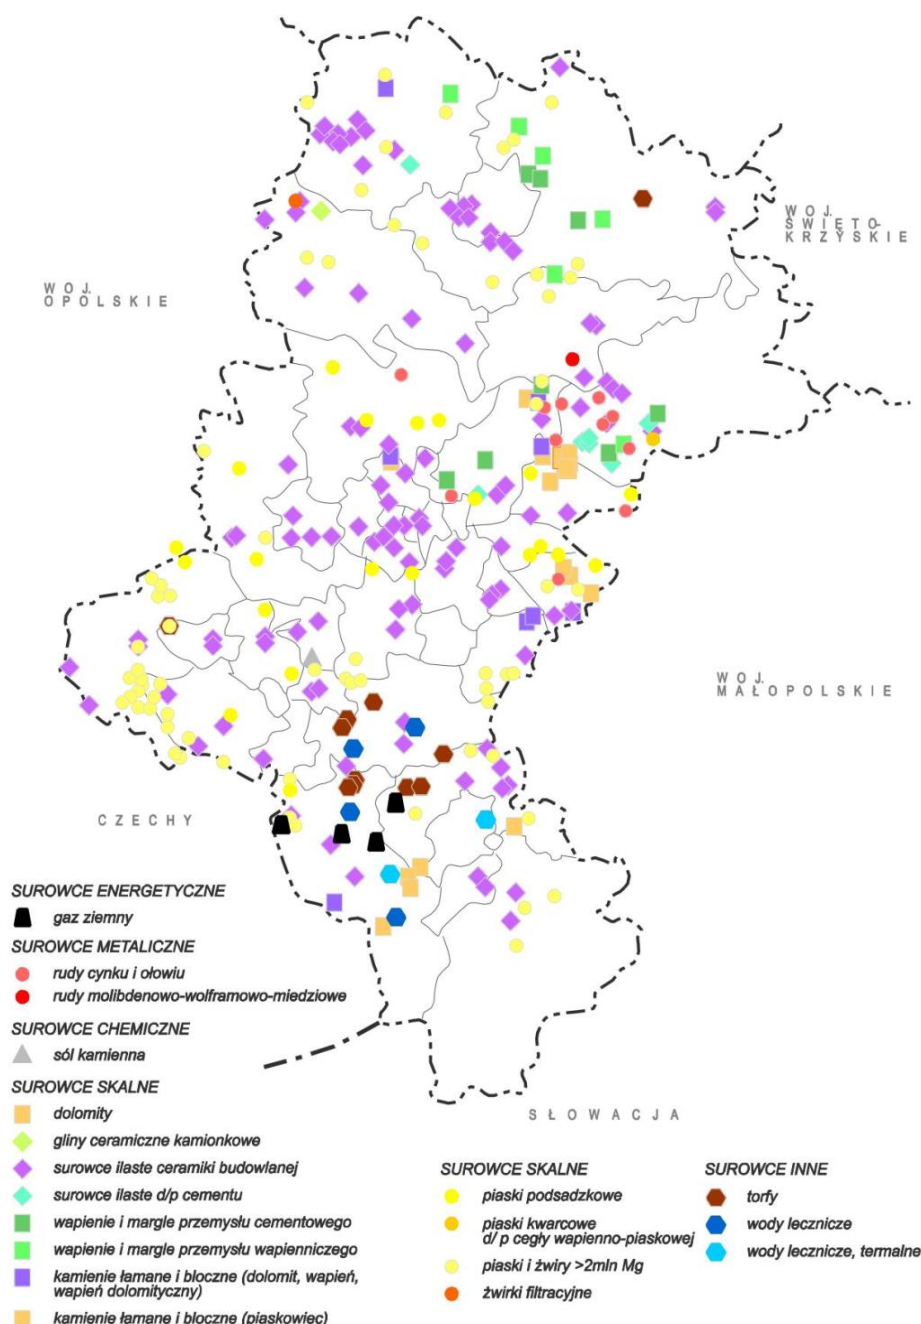 WOJ.
ŚWIĘTO-
KRZYSKIE
WOJ.
OPOLSKIE
WOJ.
MAŁOPOLSKIE
CZECHY
SŁOWACJA
SUROWCE ENERGETYCZNE
gaz ziemny
SUROWCE METALICZNE
rudy cynku i ołowiu
rudy molibdenowo-wolframowo-miedziowe
SUROWCE CHEMICZNE
sól kamienna
SUROWCE SKALNE
dolomity
gliny ceramiczne kamionkowe
surowce ilaste ceramiki budowlanej
surowce ilaste d/p cementu
wapienie i margle przemysłu cementowego
wapienie i margle przemysłu wapienniczego
kamienie łamane i bloczne (dolomit, wapień,
wapień dolomityczny)
kamienie łamane i bloczne (piaskowiec)
SUROWCE SKALNE
piaski podsadzkowe
piaski kwarcowe
d/ p cegły wapienno-piaskowej
piaski i żwiry >2mln Mg
żwirki filtracyjne
SUROWCE INNE
torfy
wody lecznicze
wody lecznicze, termalne